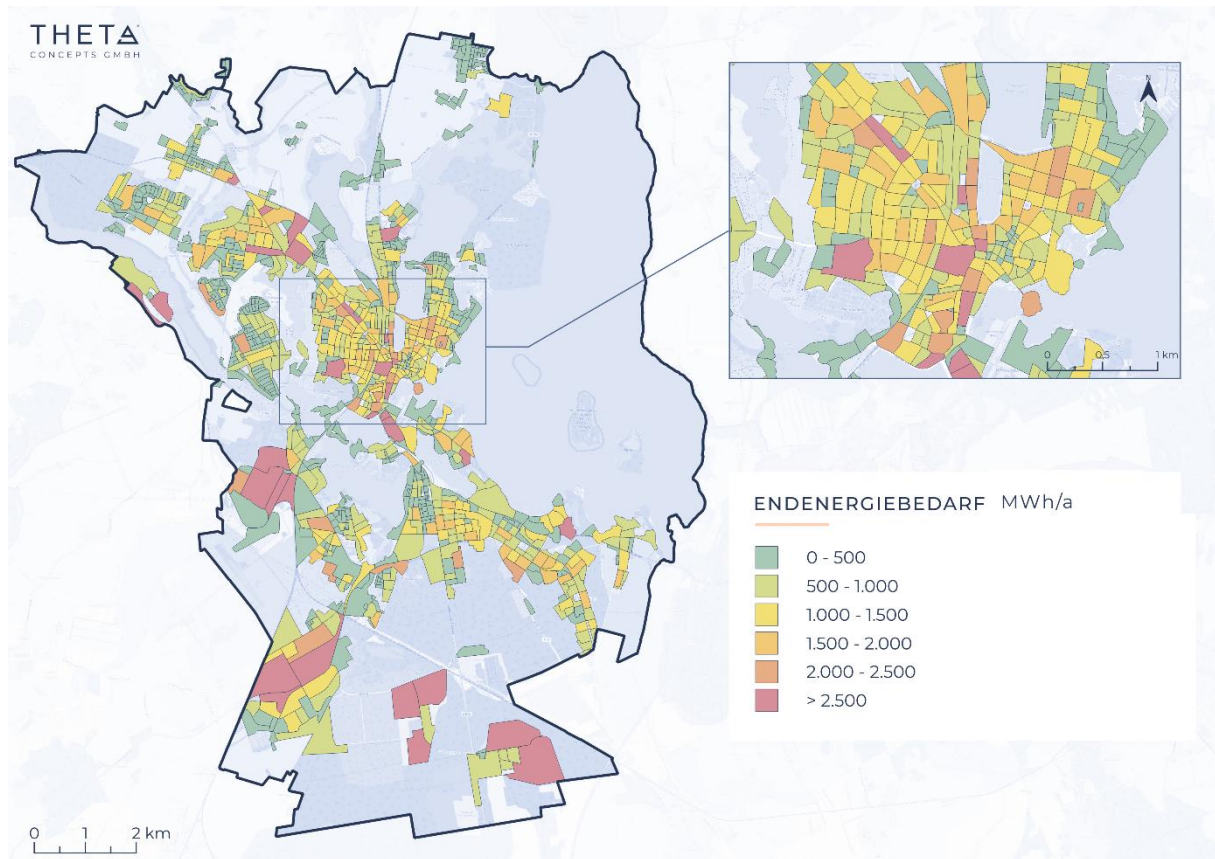 THETA
CONCEPTS GMBH
N
0 0.5 1 km
ENDENERGIEBEDARF MWh/a
0 - 500
500 - 1.000
1.000 - 1.500
1.500 - 2.000
2.000 - 2.500
> 2.500
0 1 2 km